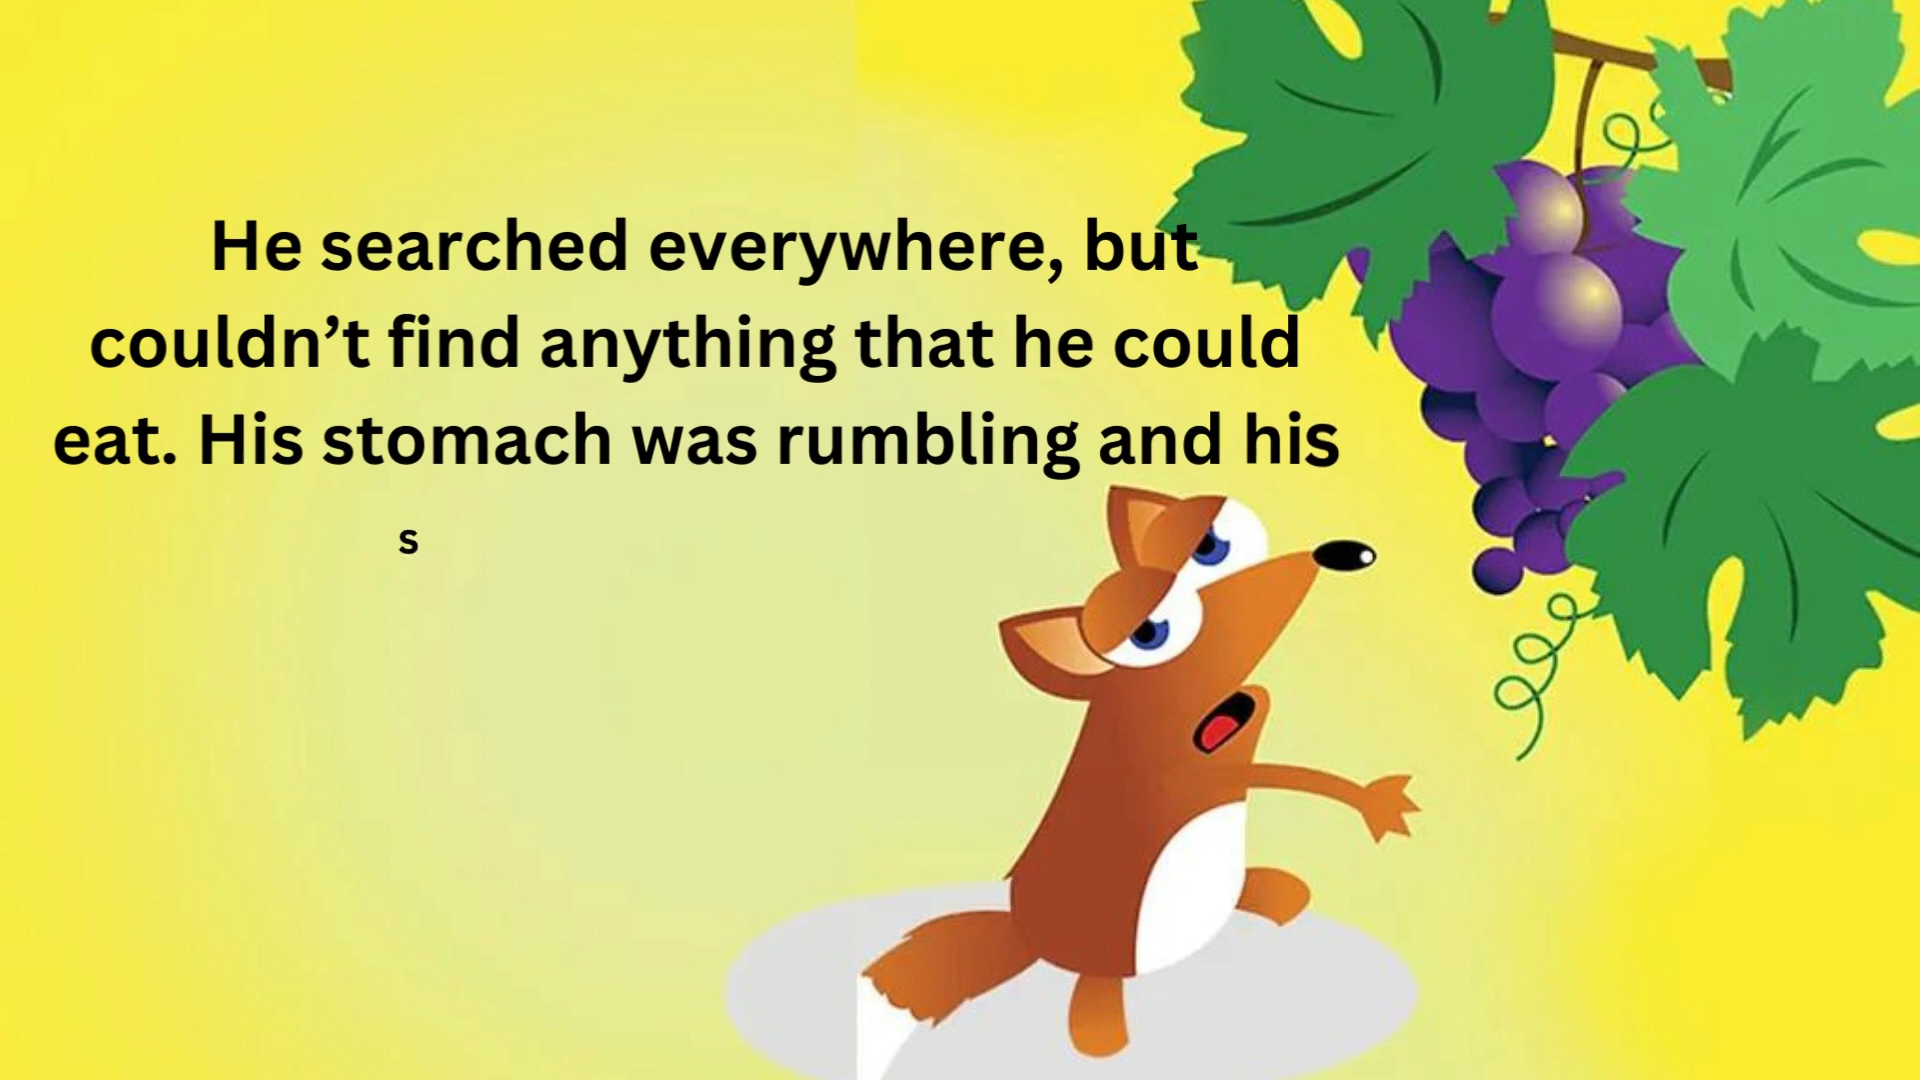 He searched everywhere, but
couldn’t find anything that he could
eat. His stomach was rumbling and his
s